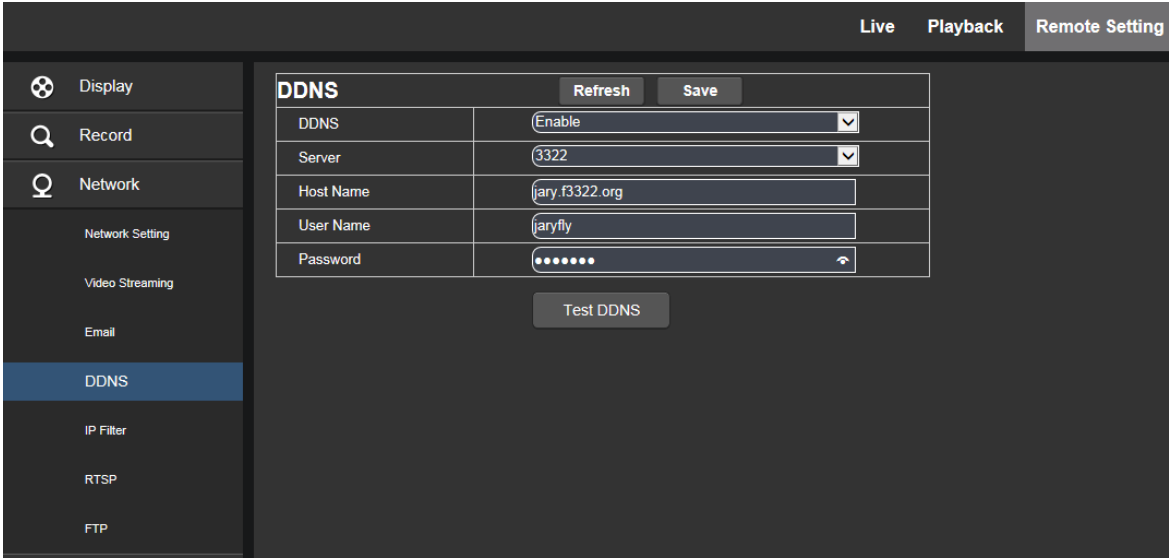 Live Playback Remote Setting
Display
Record
Network
Network Setting
Video Streaming
Email
DDNS
IP Filter
RTSP
FTP
DDNS Refresh Save
DDNS Enable
Server 3322
Host Name jary.f3322.org
User Name jaryfly
Password •••••••
Test DDNS